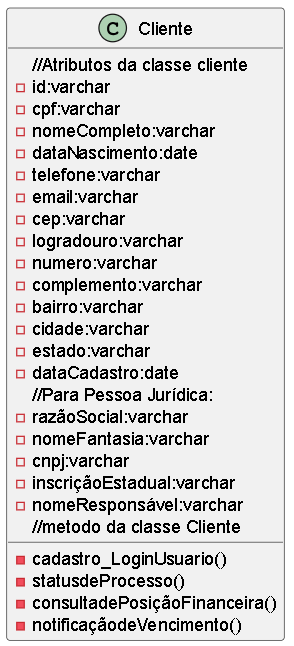 C Cliente
//Atributos da classe cliente
id:varchar
cpf:varchar
nomeCompleto:varchar
dataNascimento:date
telefone:varchar
email:varchar
cep:varchar
logradouro:varchar
numero:varchar
complemento:varchar
bairro:varchar
cidade:varchar
estado:varchar
dataCadastro:date
//Para Pessoa Jurídica:
razãoSocial:varchar
nomeFantasia:varchar
cnpj:varchar
inscriçãoEstadual:varchar
nomeResponsável:varchar
//metodo da classe Cliente
cadastro_LoginUsuario()
statusdeProcesso()
consultadePosiçãoFinanceira()
notificaçãodeVencimento()